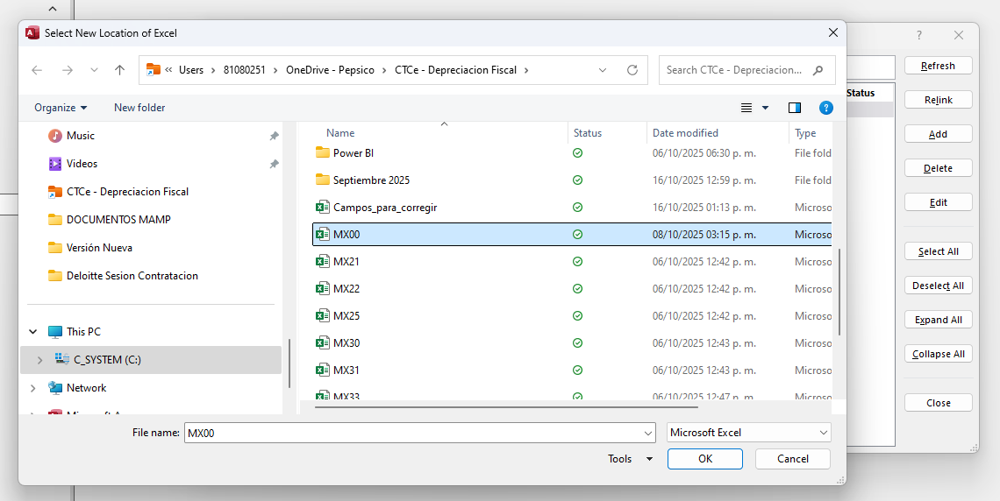 Select New Location of Excel
« Users > 81080251 > OneDrive - Pepsico > CTCe - Depreciacion Fiscal >
Search CTCe - Depreciacion...
Organize
New folder
Music
Videos
CTCe - Depreciacion Fiscal
DOCUMENTOS MAMP
Versión Nueva
Deloitte Sesion Contratacion
This PC
C_SYSTEM (C:)
Network
Name Status Date modified Type
Power BI 06/10/2025 06:30 p. m. File fold
Septiembre 2025 16/10/2025 12:59 p. m. File fold
Campos_para_corregir 16/10/2025 01:13 p. m. Microso
MX00 08/10/2025 03:15 p. m. Microso
MX21 06/10/2025 12:42 p. m. Microso
MX22 06/10/2025 12:42 p. m. Microso
MX25 06/10/2025 12:42 p. m. Microso
MX30 06/10/2025 12:43 p. m. Microso
MX31 06/10/2025 12:43 p. m. Microso
MX33 06/10/2025 12:47 p. m. Microso
File name: MX00
Microsoft Excel
Tools
OK
Cancel
?
Status
Refresh
Relink
Add
Delete
Edit
Select All
Deselect All
Expand All
Collapse All
Close